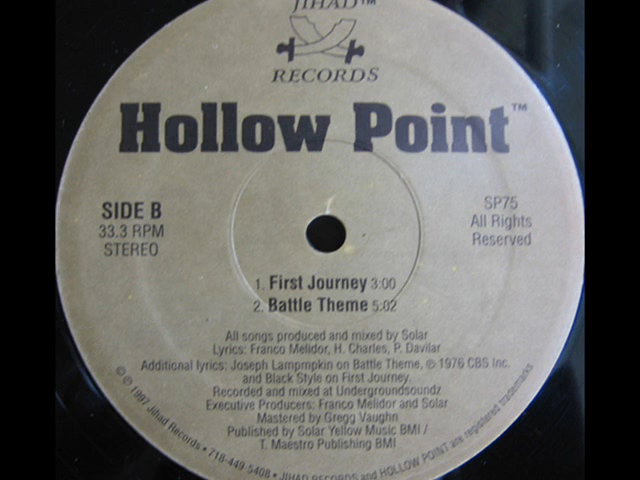 JIHAD™
RECORDS
Hollow Point™
SIDE B
33.3 RPM
STEREO
SP75
All Rights
Reserved
1. First Journey 3:00
2. Battle Theme 5:02
All songs produced and mixed by Solar
Lyrics: Franco Melidor, H. Charles, P. Davilar
Additional lyrics: Joseph Lampmpkin on Battle Theme, ℗ 1976 CBS Inc.
and Black Style on First Journey.
Recorded and mixed at Undergroundsoundz
Executive Producers: Franco Melidor and Solar
Mastered by Gregg Vaughn
Published by Solar Yellow Music BMI /
T. Maestro Publishing BMI
© ℗ 1997 Jihad Records • 718-449-5408 • JIHAD RECORDS and HOLLOW POINT are registered trademarks